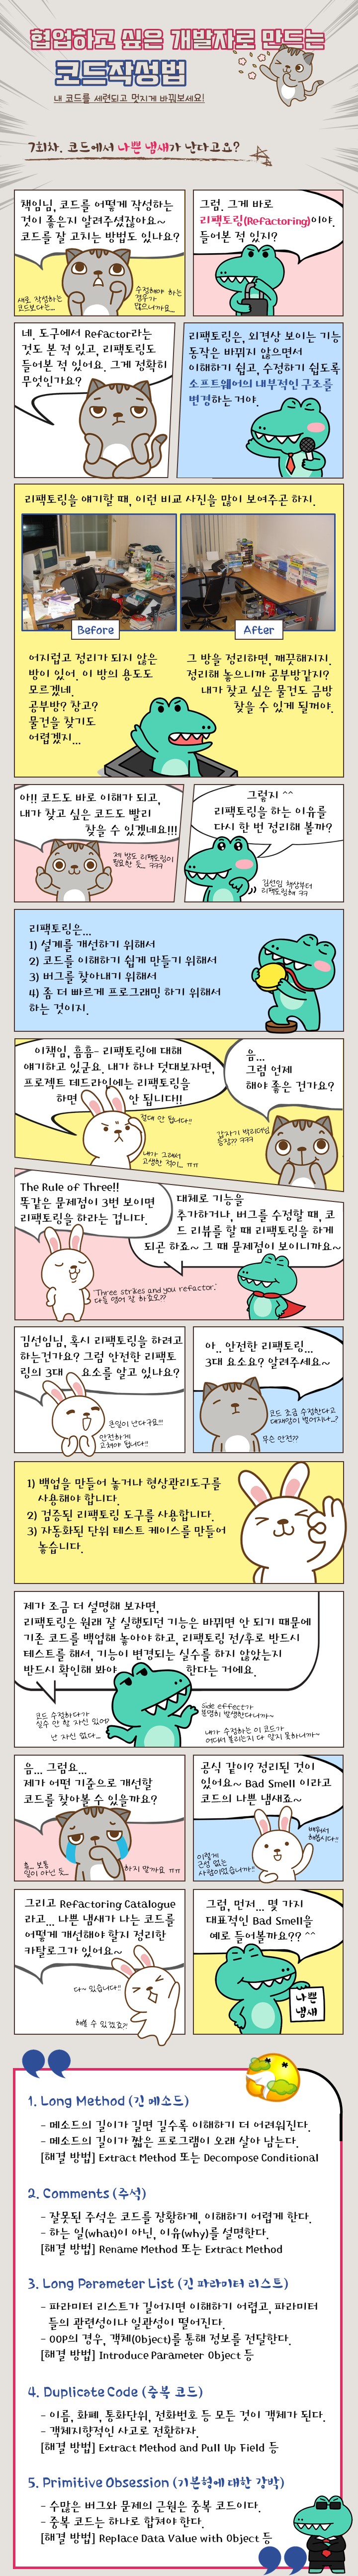 협업하고 싶은 개발자로 만드는
코드작성법
내 코드를 세련되고 멋지게 바꿔보세요!
7회차. 코드에서 나쁜 냄새가 난다고요?
책임님, 코드를 어떻게 작성하는
것이 좋은지 알려주셨잖아요~
코드를 잘 고치는 방법도 있나요?
새로 작성하는
코드보다는...
수정해야 하는
경우가
많으니까요...
그럼. 그게 바로
리팩토링(Refactoring)이야.
들어본 적 있지?
네. 도구에서 Refactor라는
것도 본 적 있고, 리팩토링도
들어본 적 있어요. 그게 정확히
무엇인가요?
리팩토링은, 외견상 보이는 기능
동작은 바뀌지 않으면서
이해하기 쉽고, 수정하기 쉽도록
소프트웨어의 내부적인 구조를
변경하는 거야.
리팩토링을 얘기할 때, 이런 비교 사진을 많이 보여주곤 하지.
Before
After
어지럽고 정리가 되지 않은
방이 있어. 이 방의 용도도
모르겠네.
공부방? 창고?
물건을 찾기도
어렵겠지...
그 방을 정리하면, 깨끗해지지.
정리해 놓으니까 공부방같지?
내가 찾고 싶은 물건도 금방
찾을 수 있게 될꺼야.
야!! 코드도 바로 이해가 되고,
내가 찾고 싶은 코드도 빨리
찾을 수 있겠네요!!!
제 방도 리팩토링이
필요한 듯_ ㅋㅋㅋ
그렇지 ^^
리팩토링을 하는 이유를
다시 한 번 정리해 볼까?
김선임 책상부터
리팩토링해 ㅋㅋ
리팩토링은...
1) 설계를 개선하기 위해서
2) 코드를 이해하기 쉽게 만들기 위해서
3) 버그를 찾아내기 위해서
4) 좀 더 빠르게 프로그래밍 하기 위해서
하는 것이지.
이책임, 흠흠- 리팩토링에 대해
얘기하고 있군요. 내가 하나 덧대보자면,
프로젝트 데드라인에는 리팩토링을
하면 안 됩니다!!
절대 안 됩니다!!
내가 그래서
고생한 적이... ㅠㅠ
음...
그럼 언제
해야 좋은 건가요?
갑자기 박리더님
등장?? ㅋㅋㅋ
The Rule of Three!!
똑같은 문제점이 3번 보이면
리팩토링을 하라는 겁니다.
'Three strikes and you refactor.'
다들 영어 잘 하죠오??
대체로 기능을
추가하거나, 버그를 수정할 때, 코
드 리뷰를 할 때 리팩토링을 하게
되곤 하죠~ 그 때 문제점이 보이니까요~
김선임님, 혹시 리팩토링을 하려고
하는건가요? 그럼 안전한 리팩토
링의 3대 요소를 알고 있나요?
큰일이 난다구요!!!
안전하게
고쳐야 됩니다!!
아.. 안전한 리팩토링...
3대 요소요? 알려주세요~
코드 조금 수정한다고
대재앙이 벌어지나..?
무슨 안전??
1) 백업을 만들어 놓거나 형상관리도구를
사용해야 합니다.
2) 검증된 리팩토링 도구를 사용합니다.
3) 자동화된 단위 테스트 케이스를 만들어
놓습니다.
제가 조금 더 설명해 보자면,
리팩토링은 원래 잘 실행되던 기능은 바뀌면 안 되기 때문에
기존 코드를 백업해 놓아야 하고, 리팩토링 전/후로 반드시
테스트를 해서, 기능이 변경되는 실수를 하지 않았는지
반드시 확인해 봐야 한다는 거에요.
코드 수정하다가
실수 안 할 자신 있어?
난 자신 없다...
Side effect가
분명히 발생한다니까~
내가 수정하는 이 코드가
어디서 불리는지 다 알지 못하니까~
음... 그럼요...
제가 어떤 기준으로 개선할
코드를 찾아볼 수 있을까요?
흠.. 보통
일이 아닌 듯...
하지 말까요 ㅠㅠ
공식 같이? 정리된 것이
있어요~ Bad Smell 이라고
코드의 나쁜 냄새죠~
배워서
해봅시다!!
이렇게
근성 없는
사람이었습니까!!
그리고 Refactoring Catalogue
라고... 나쁜 냄새가 나는 코드를
어떻게 개선해야 할지 정리한
카탈로그가 있어요~
다~ 있습니다!!
해볼 수 있겠죠?!
그럼, 먼저... 몇 가지
대표적인 Bad Smell을
예로 들어볼까요?? ^^
나쁜
냄새
1. Long Method (긴 메소드)
- 메소드의 길이가 길면 길수록 이해하기 더 어려워진다.
- 메소드의 길이가 짧은 프로그램이 오래 살아 남는다.
[해결 방법] Extract Method 또는 Decompose Conditional
2. Comments (주석)
- 잘못된 주석은 코드를 장황하게, 이해하기 어렵게 한다.
- 하는 일(what)이 아닌, 이유(why)를 설명한다.
[해결 방법] Rename Method 또는 Extract Method
3. Long Parameter List (긴 파라미터 리스트)
- 파라미터 리스트가 길어지면 이해하기 어렵고, 파라미터
들의 관련성이나 일관성이 떨어진다.
- OOP의 경우, 객체(Object)를 통해 정보를 전달한다.
[해결 방법] Introduce Parameter Object 등
4. Duplicate Code (중복 코드)
- 이름, 화폐, 통화단위, 전화번호 등 모든 것이 객체가 된다.
- 객체지향적인 사고로 전환하자.
[해결 방법] Extract Method and Pull Up Field 등
5. Primitive Obsession (기본형에 대한 강박)
- 수많은 버그와 문제의 근원은 중복 코드이다.
- 중복 코드는 하나로 합쳐야 한다.
[해결 방법] Replace Data Value with Object 등